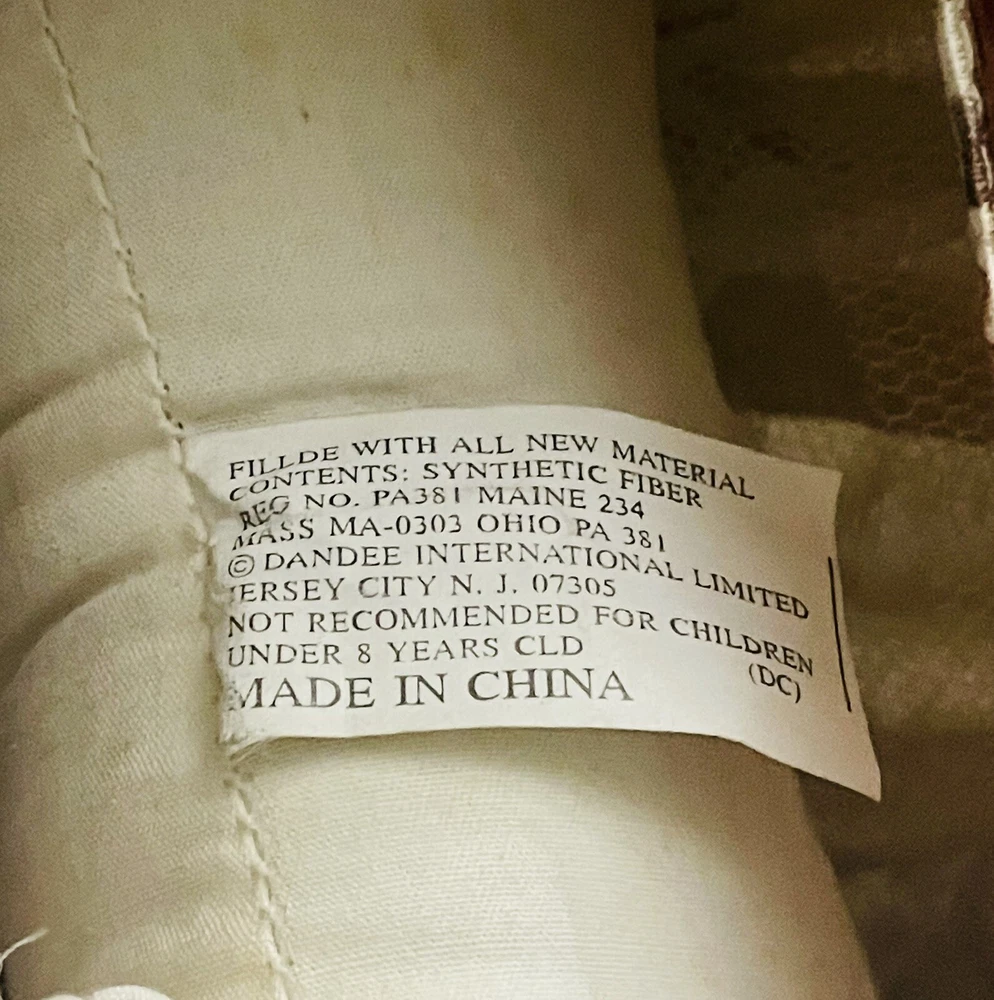 FILLDE WITH ALL NEW MATERIAL
CONTENTS: SYNTHETIC FIBER
REG NO. PA381 MAINE 234
MASS MA-0303 OHIO PA 381
© DANDEE INTERNATIONAL LIMITED
JERSEY CITY N. J. 07305
NOT RECOMMENDED FOR CHILDREN
UNDER 8 YEARS CLD
(DC)
MADE IN CHINA